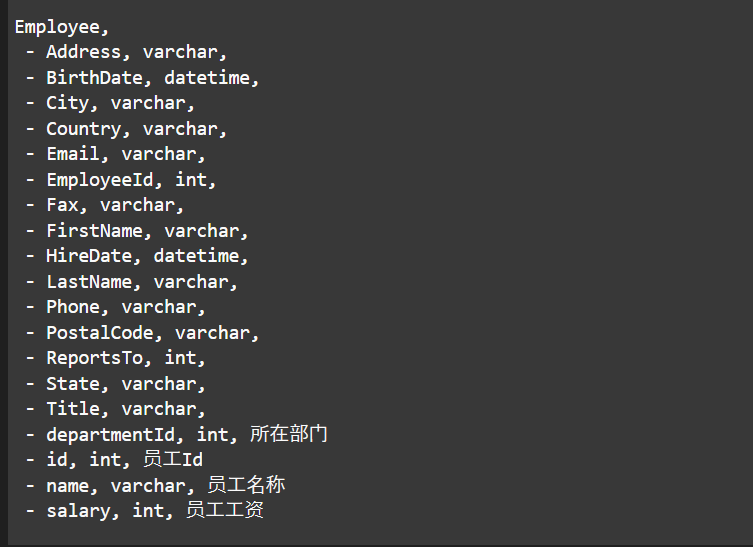 Employee,
- Address, varchar,
- BirthDate, datetime,
- City, varchar,
- Country, varchar,
- Email, varchar,
- EmployeeId, int,
- Fax, varchar,
- FirstName, varchar,
- HireDate, datetime,
- LastName, varchar,
- Phone, varchar,
- PostalCode, varchar,
- ReportsTo, int,
- State, varchar,
- Title, varchar,
- departmentId, int, 所在部门
- id, int, 员工Id
- name, varchar, 员工名称
- salary, int, 员工工资